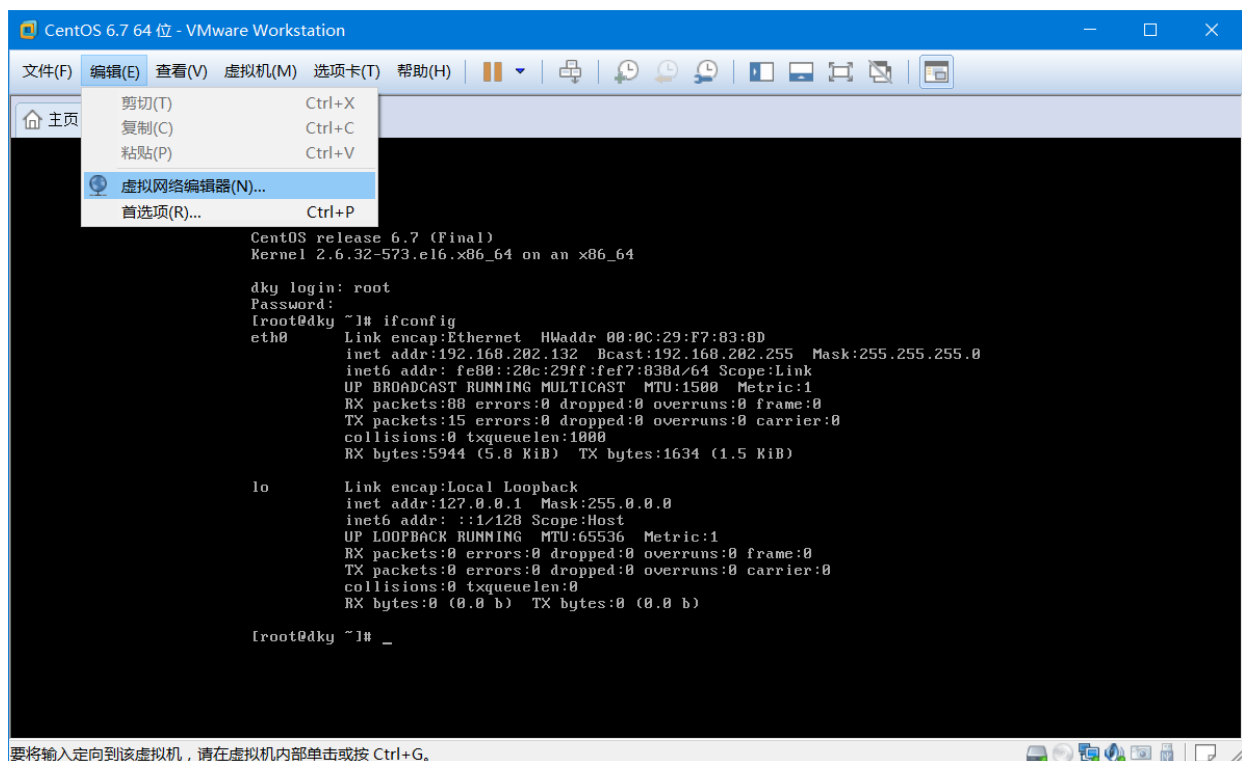 CentOS 6.7 64 位 - VMware Workstation
文件(F) 编辑(E) 查看(V) 虚拟机(M) 选项卡(T) 帮助(H)
主页
剪切(T) Ctrl+X
复制(C) Ctrl+C
粘贴(P) Ctrl+V
虚拟网络编辑器(N)...
首选项(R)... Ctrl+P
CentOS release 6.7 (Final)
Kernel 2.6.32-573.el6.x86_64 on an x86_64
dky login: root
Password:
[root@dky ~]# ifconfig
eth0 Link encap:Ethernet HWaddr 00:0C:29:F7:83:8D
inet addr:192.168.202.132 Bcast:192.168.202.255 Mask:255.255.255.0
inet6 addr: fe80::20c:29ff:fef7:838d/64 Scope:Link
UP BROADCAST RUNNING MULTICAST MTU:1500 Metric:1
RX packets:88 errors:0 dropped:0 overruns:0 frame:0
TX packets:15 errors:0 dropped:0 overruns:0 carrier:0
collisions:0 txqueuelen:1000
RX bytes:5944 (5.8 KiB) TX bytes:1634 (1.5 KiB)
lo Link encap:Local Loopback
inet addr:127.0.0.1 Mask:255.0.0.0
inet6 addr: ::1/128 Scope:Host
UP LOOPBACK RUNNING MTU:65536 Metric:1
RX packets:0 errors:0 dropped:0 overruns:0 frame:0
TX packets:0 errors:0 dropped:0 overruns:0 carrier:0
collisions:0 txqueuelen:0
RX bytes:0 (0.0 b) TX bytes:0 (0.0 b)
[root@dky ~]# _
要将输入定向到该虚拟机，请在虚拟机内部单击或按 Ctrl+G。